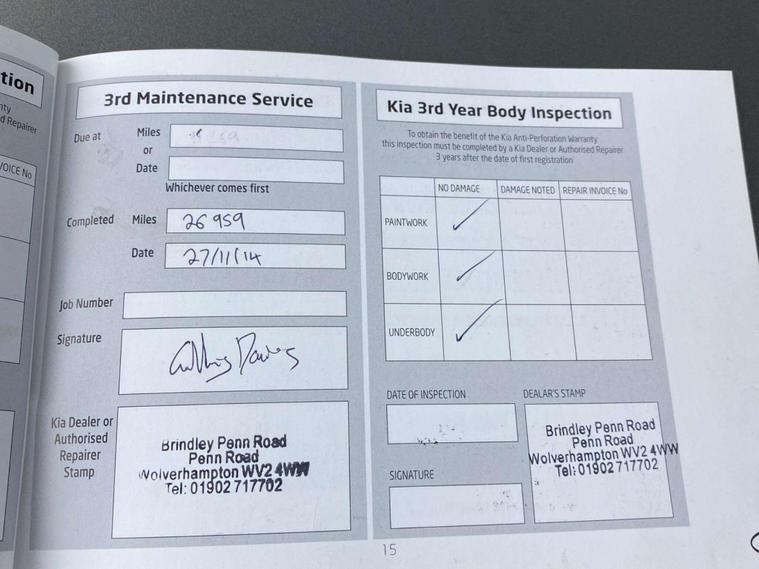 tion
nty
d Repairer
VOICE No
3rd Maintenance Service
Due at
Miles
or
Date
Whichever comes first
Completed
Miles
26 959
Date
27/11/14
Job Number
Signature
Kia Dealer or
Authorised
Repairer
Stamp
Brindley Penn Road
Penn Road
Wolverhampton WV2 4WW
Tel: 01902 717702
Kia 3rd Year Body Inspection
To obtain the benefit of the Kia Anti-Perforation Warranty
this inspection must be completed by a Kia Dealer or Authorised Repairer
3 years after the date of first registration
NO DAMAGE DAMAGE NOTED REPAIR INVOICE No
PAINTWORK
BODYWORK
UNDERBODY
DATE OF INSPECTION
SIGNATURE
DEALAR'S STAMP
Brindley Penn Road
Penn Road
Wolverhampton WV2 4WW
Tel: 01902 717702
15